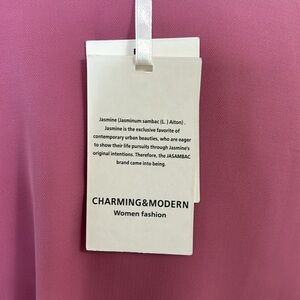 Jasmine (Jasminum sambac (L. ) Aiton) .
Jasmine is the exclusive favorite of
contemporary urban beauties, who are eager
to show their life pursuits through Jasmine's
original intentions. Therefore, the JASAMBAC
brand came into being.
CHARMING&MODERN
Women fashion